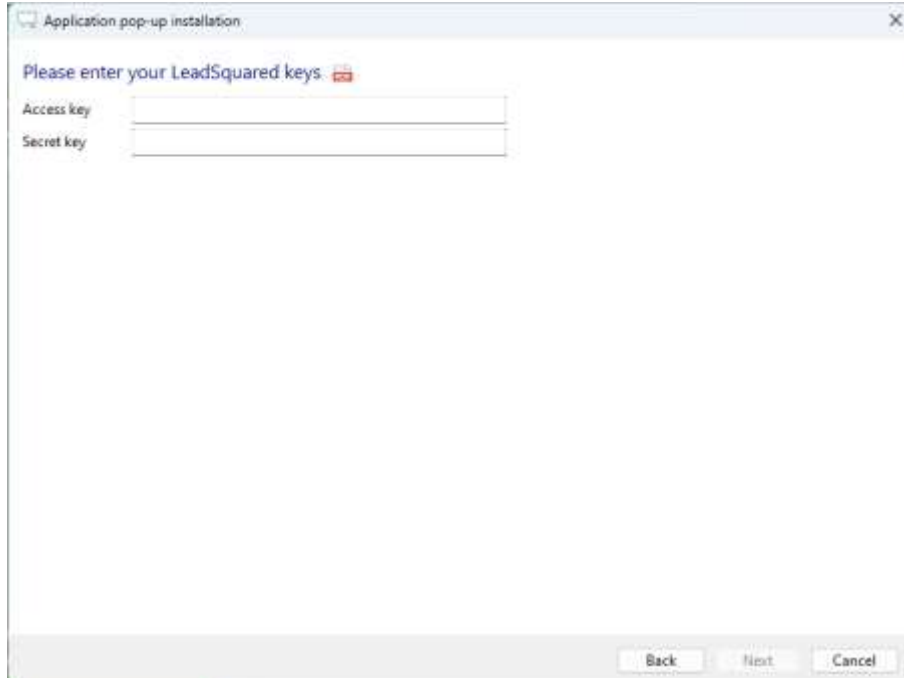 Application pop-up installation
Please enter your LeadSquared keys
Access key
Secret key
Back Next Cancel